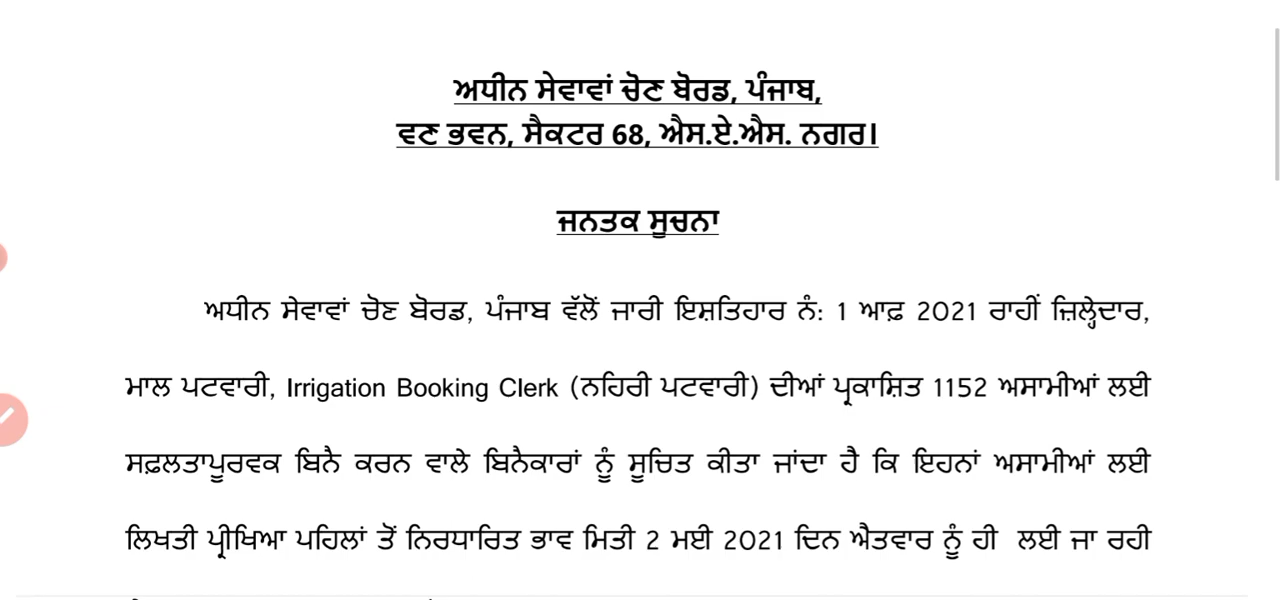 ਅਧੀਨ ਸੇਵਾਵਾਂ ਚੋਣ ਬੋਰਡ, ਪੰਜਾਬ,
ਵਣ ਭਵਨ, ਸੈਕਟਰ 68, ਐਸ.ਏ.ਐਸ. ਨਗਰ।
ਜਨਤਕ ਸੂਚਨਾ
ਅਧੀਨ ਸੇਵਾਵਾਂ ਚੋਣ ਬੋਰਡ, ਪੰਜਾਬ ਵੱਲੋਂ ਜਾਰੀ ਇਸ਼ਤਿਹਾਰ ਨੰ: 1 ਆਫ਼ 2021 ਰਾਹੀਂ ਜ਼ਿਲ੍ਹੇਦਾਰ,
ਮਾਲ ਪਟਵਾਰੀ, Irrigation Booking Clerk (ਨਹਿਰੀ ਪਟਵਾਰੀ) ਦੀਆਂ ਪ੍ਰਕਾਸ਼ਿਤ 1152 ਅਸਾਮੀਆਂ ਲਈ
ਸਫ਼ਲਤਾਪੂਰਵਕ ਬਿਨੈ ਕਰਨ ਵਾਲੇ ਬਿਨੈਕਾਰਾਂ ਨੂੰ ਸੂਚਿਤ ਕੀਤਾ ਜਾਂਦਾ ਹੈ ਕਿ ਇਹਨਾਂ ਅਸਾਮੀਆਂ ਲਈ
ਲਿਖਤੀ ਪ੍ਰੀਖਿਆ ਪਹਿਲਾਂ ਤੋਂ ਨਿਰਧਾਰਿਤ ਭਾਵ ਮਿਤੀ 2 ਮਈ 2021 ਦਿਨ ਐਤਵਾਰ ਨੂੰ ਹੀ ਲਈ ਜਾ ਰਹੀ